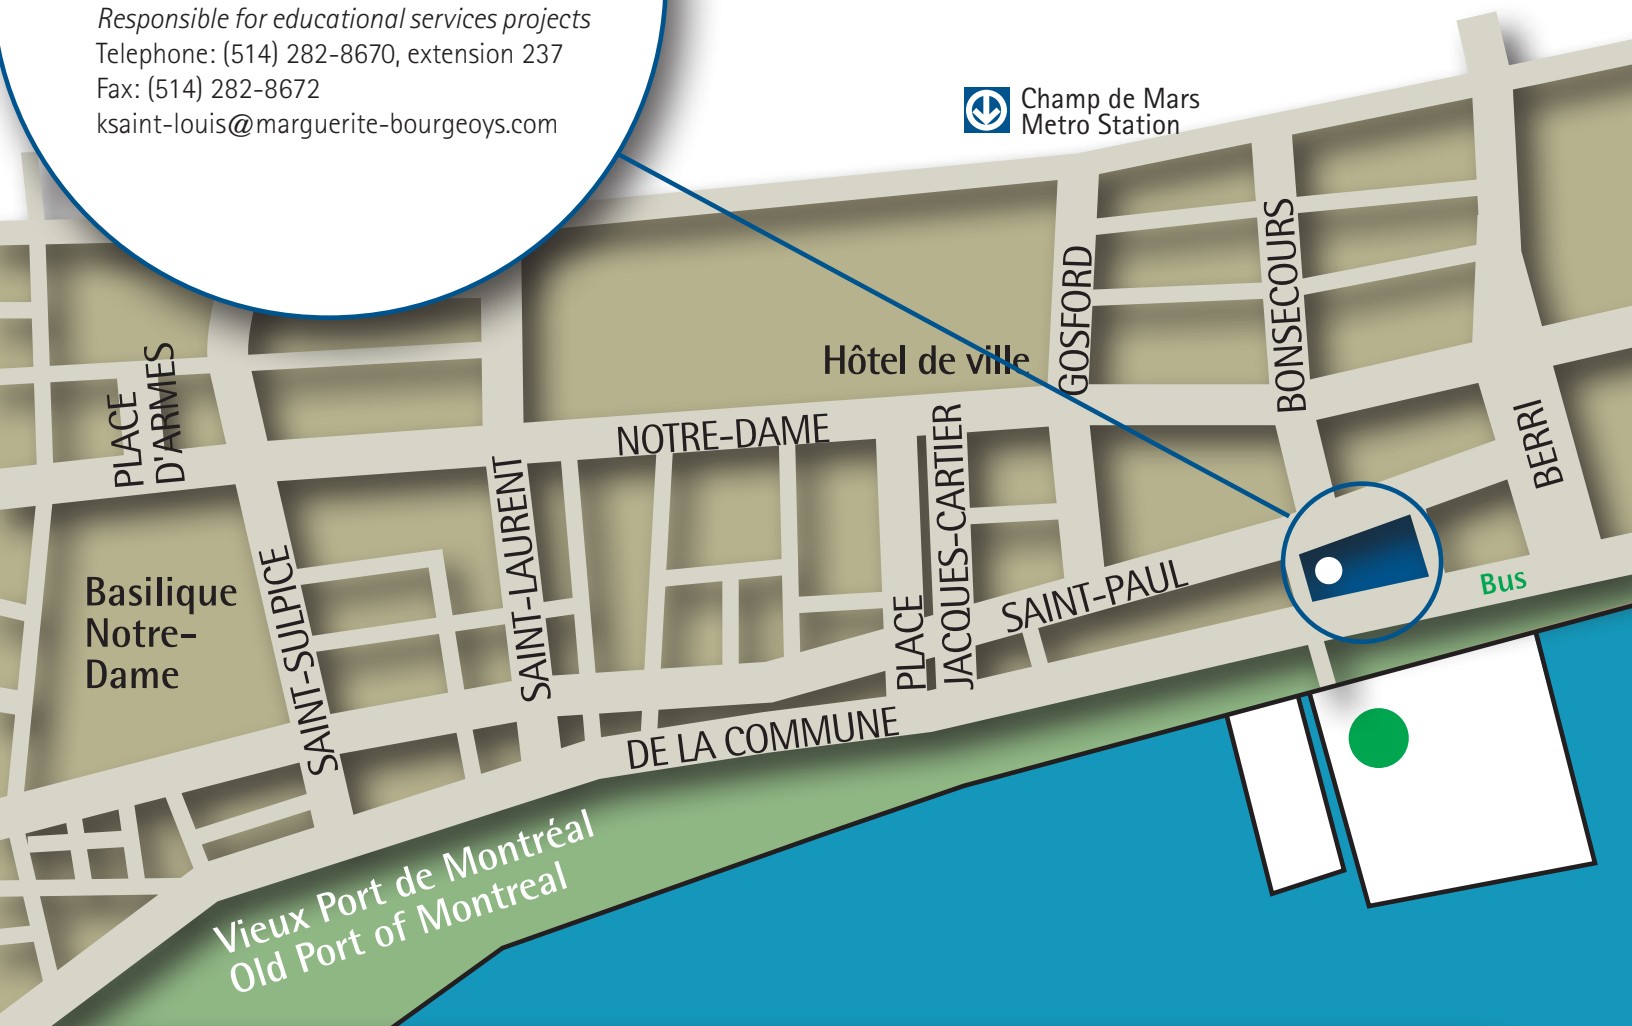 Responsible for educational services projects
Telephone: (514) 282-8670, extension 237
Fax: (514) 282-8672
ksaint-louis@marguerite-bourgeoys.com
Champ de Mars
Metro Station
Hôtel de ville
GOSFORD
BONSECOURS
PLACE
D'ARMES
NOTRE-DAME
BERRI
Basilique
Notre-
Dame
SAINT-SULPICE
SAINT-LAURENT
PLACE
JACQUES-CARTIER
SAINT-PAUL
Bus
DE LA COMMUNE
Vieux Port de Montréal
Old Port of Montreal